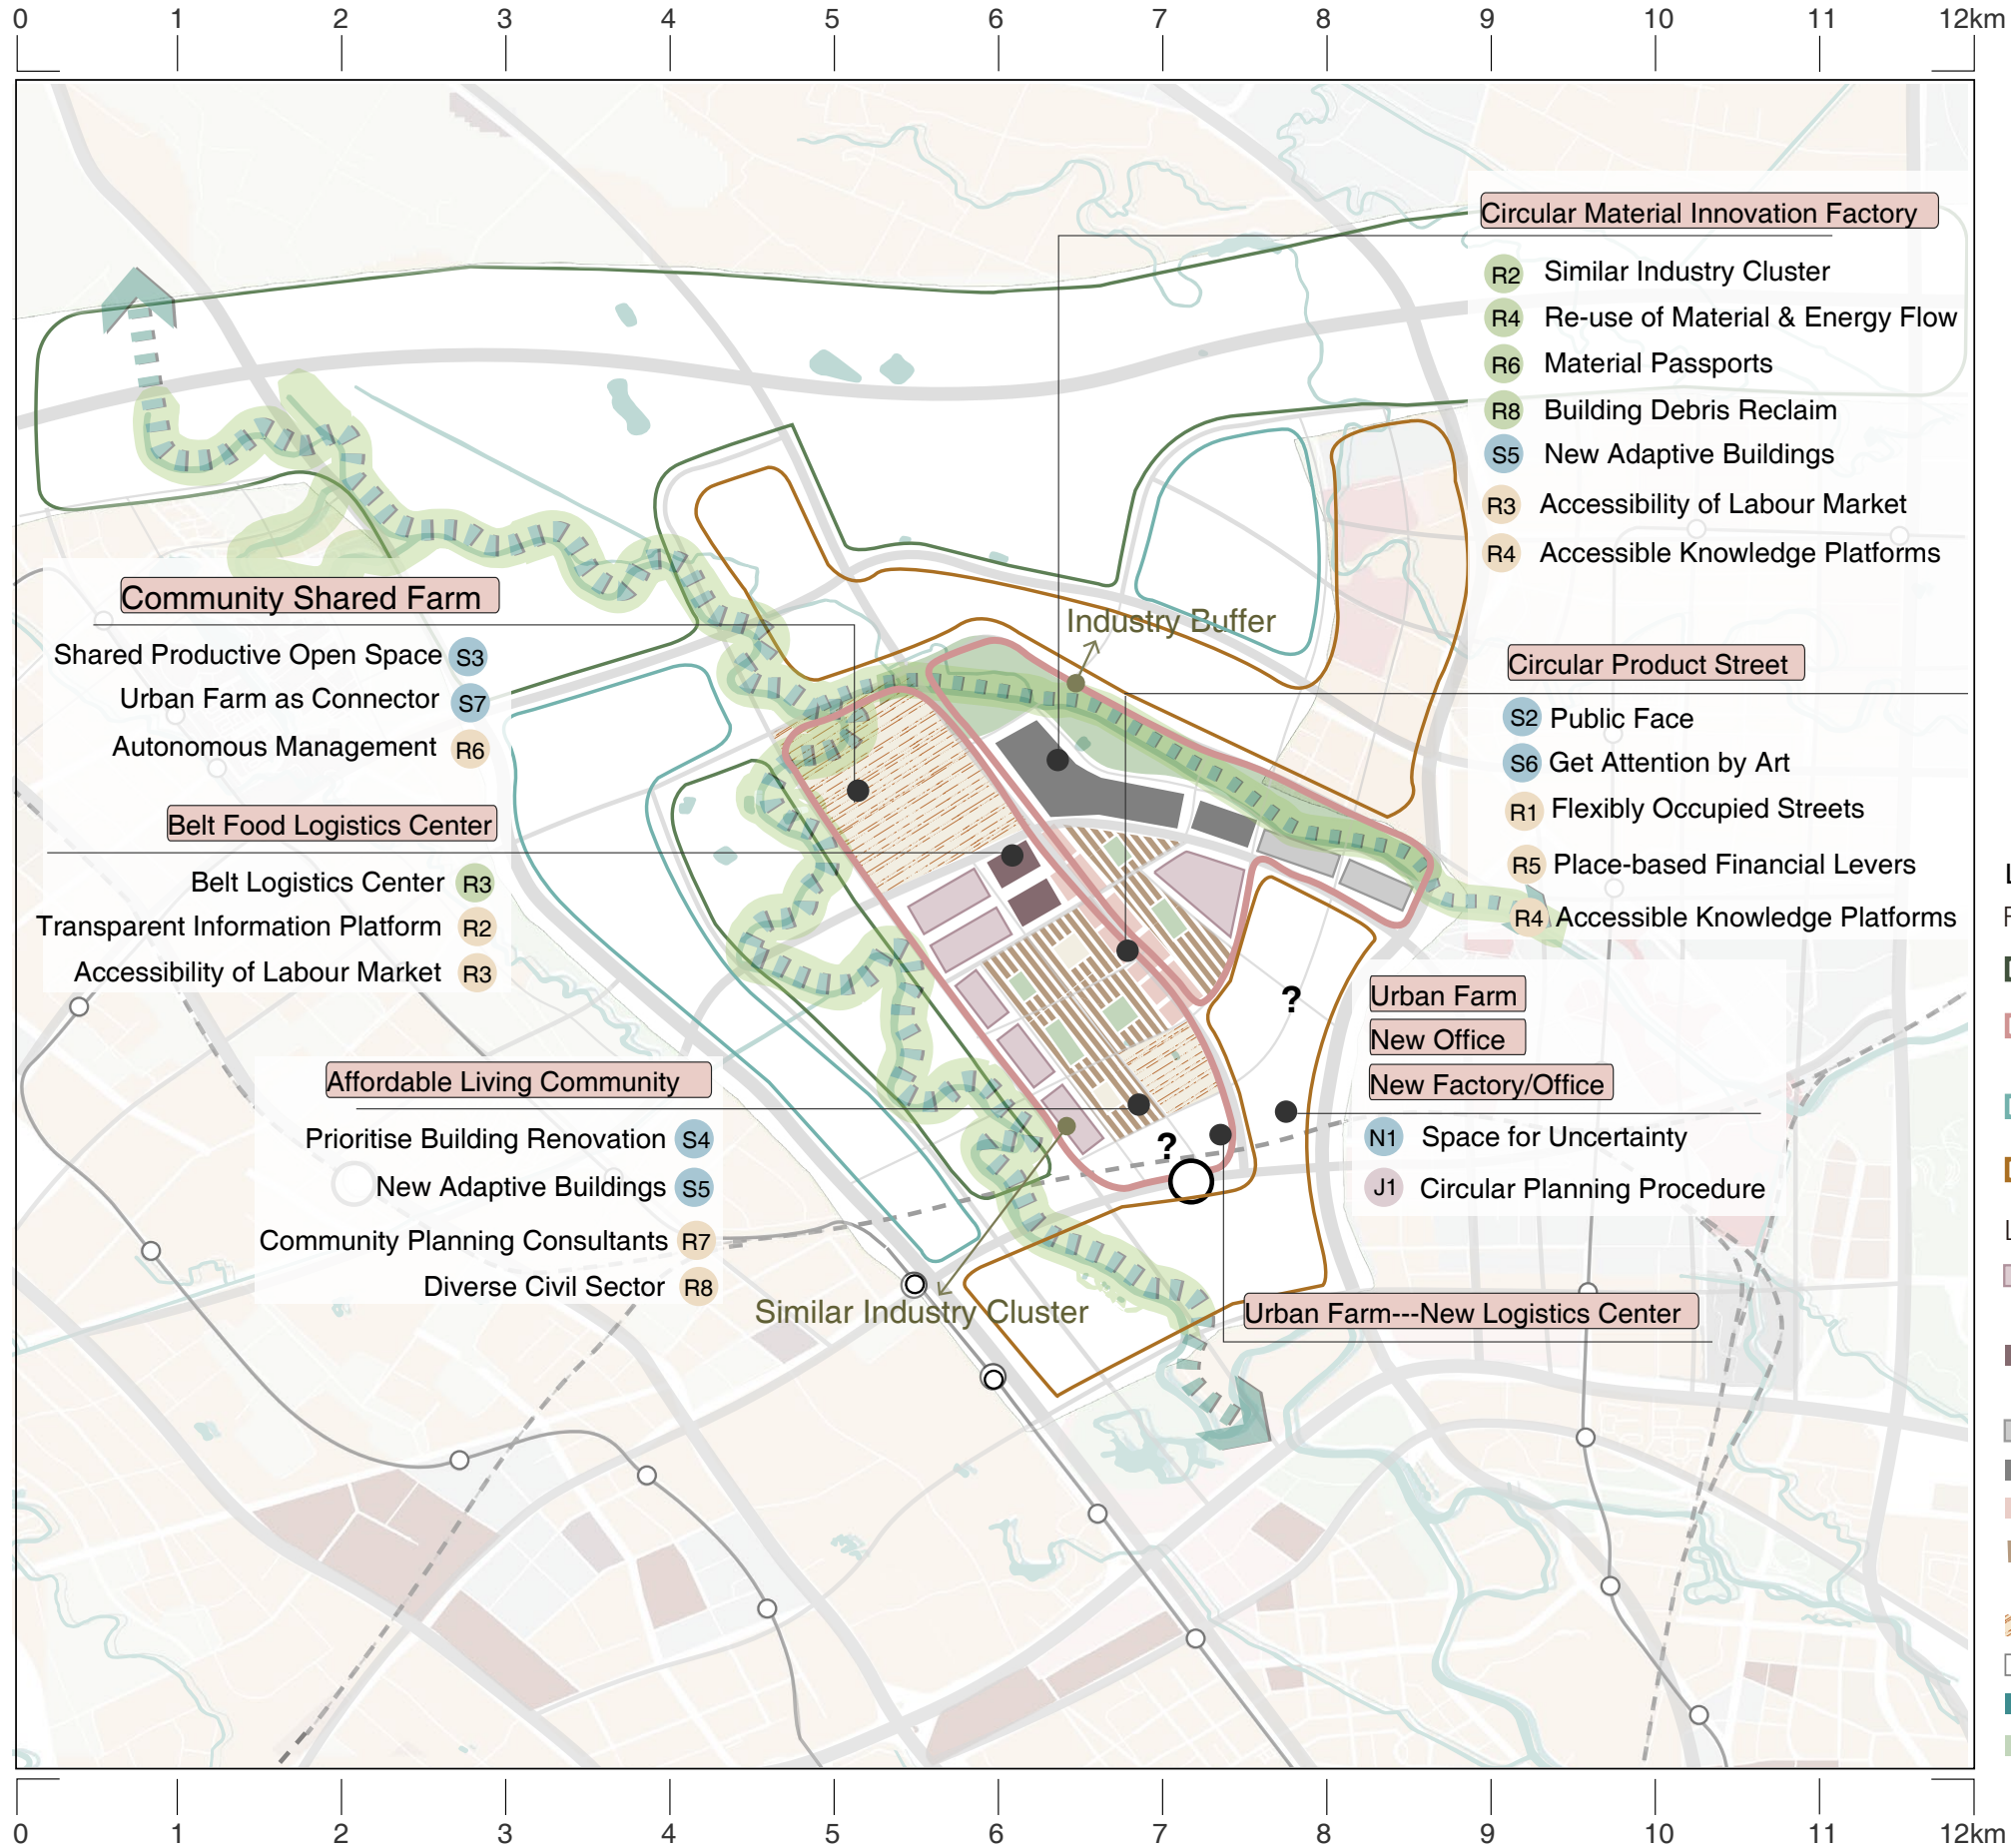 0 1 2 3 4 5 6 7 8 9 10 11 12km
Circular Material Innovation Factory
R2 Similar Industry Cluster
R4 Re-use of Material & Energy Flow
R6 Material Passports
R8 Building Debris Reclaim
S5 New Adaptive Buildings
R3 Accessibility of Labour Market
R4 Accessible Knowledge Platforms
Community Shared Farm
Shared Productive Open Space S3
Urban Farm as Connector S7
Autonomous Management R6
Industry Buffer
Circular Product Street
S2 Public Face
S6 Get Attention by Art
R1 Flexibly Occupied Streets
R5 Place-based Financial Levers
R4 Accessible Knowledge Platforms
Belt Food Logistics Center
Belt Logistics Center R3
Transparent Information Platform R2
Accessibility of Labour Market R3
?
Urban Farm
New Office
New Factory/Office
N1 Space for Uncertainty
J1 Circular Planning Procedure
Affordable Living Community
Prioritise Building Renovation S4
New Adaptive Buildings S5
Community Planning Consultants R7
Diverse Civil Sector R8
?
Similar Industry Cluster
Urban Farm---New Logistics Center
0 1 2 3 4 5 6 7 8 9 10 11 12km